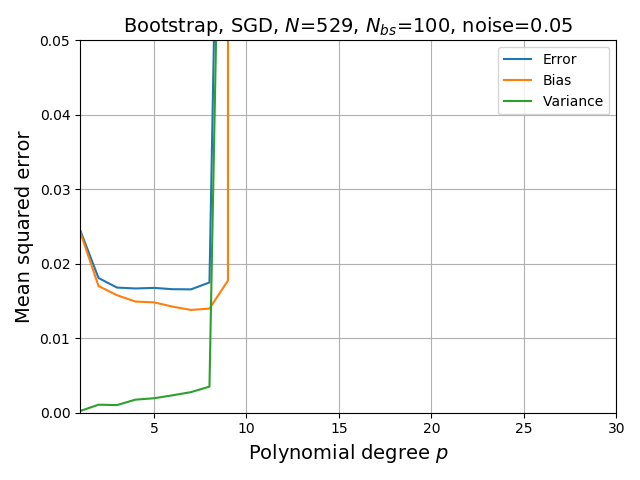 Bootstrap, SGD, N=529, N_bs=100, noise=0.05
0.05
0.04
0.03
0.02
0.01
0.00
Mean squared error
Error
Bias
Variance
5 10 15 20 25 30
Polynomial degree p